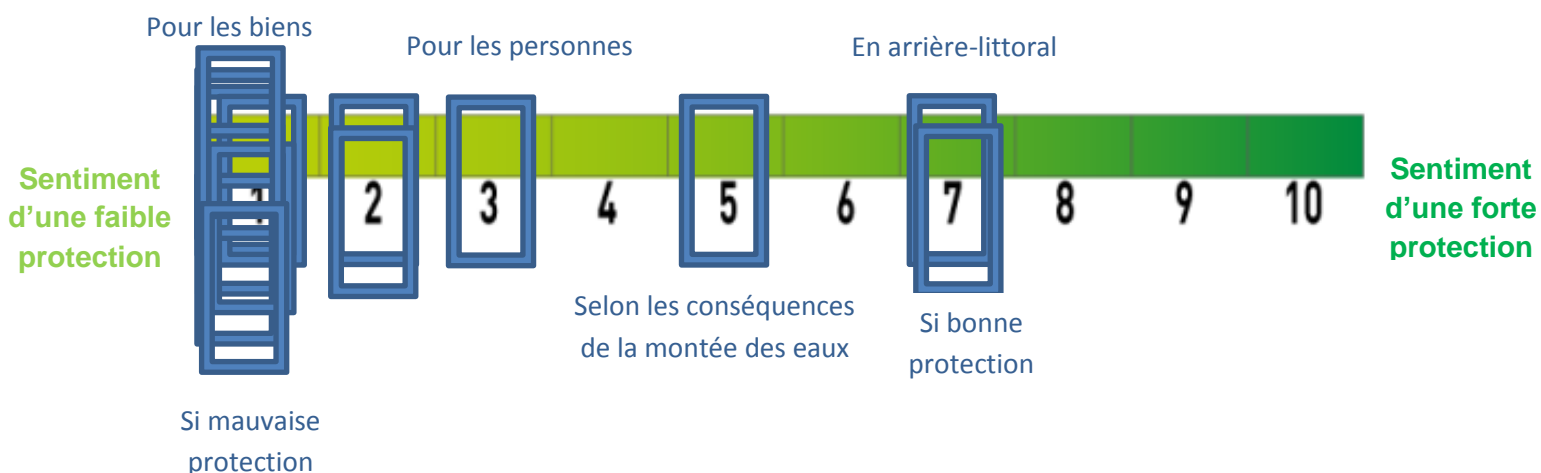 Pour les biens
Pour les personnes
En arrière-littoral
Sentiment
d'une faible
protection
1 2 3 4 5 6 7 8 9 10
Sentiment
d'une forte
protection
Selon les conséquences
de la montée des eaux
Si bonne
protection
Si mauvaise
protection